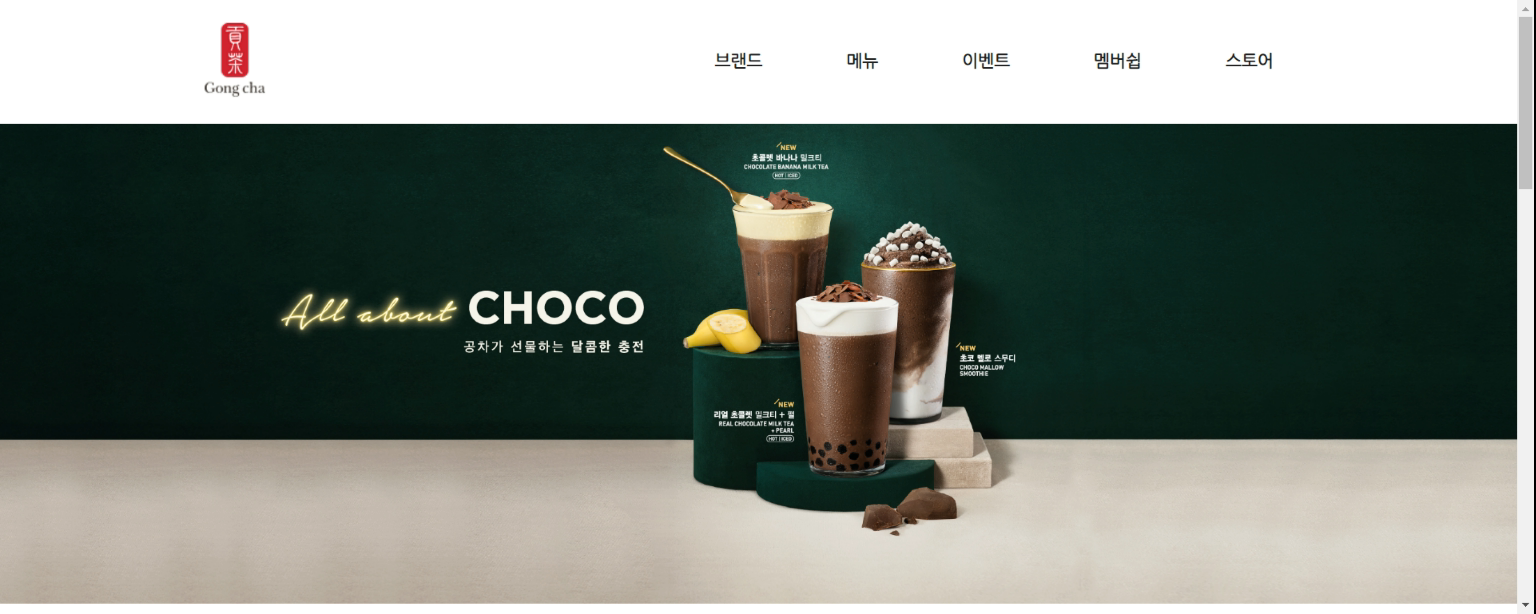 貢茶
Gong cha
브랜드 메뉴 이벤트 멤버쉽 스토어
NEW
초콜렛 바나나 밀크티
CHOCOLATE BANANA MILK TEA
HOT | ICED
All about CHOCO
공차가 선물하는 달콤한 충전
NEW
초코 멜로 스무디
CHOCO MALLOW
SMOOTHIE
NEW
리얼 초콜렛 밀크티 + 펄
REAL CHOCOLATE MILK TEA
+ PEARL
HOT | ICED